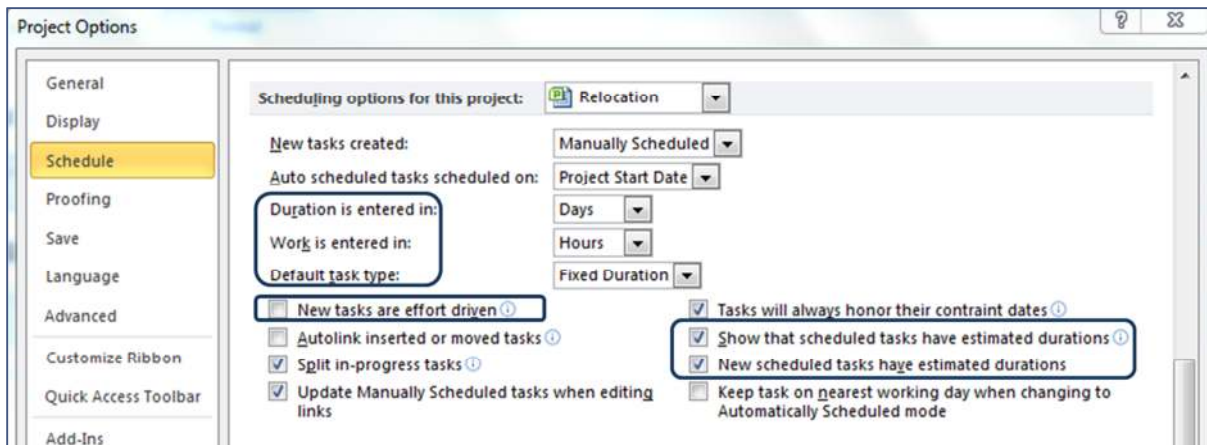 Project Options
General
Display
Schedule
Proofing
Save
Language
Advanced
Customize Ribbon
Quick Access Toolbar
Add-Ins
Scheduling options for this project: Relocation
New tasks created: Manually Scheduled
Auto scheduled tasks scheduled on: Project Start Date
Duration is entered in: Days
Work is entered in: Hours
Default task type: Fixed Duration
New tasks are effort driven
Autolink inserted or moved tasks
Split in-progress tasks
Update Manually Scheduled tasks when editing
links
Tasks will always honor their contraint dates
Show that scheduled tasks have estimated durations
New scheduled tasks have estimated durations
Keep task on nearest working day when changing to
Automatically Scheduled mode